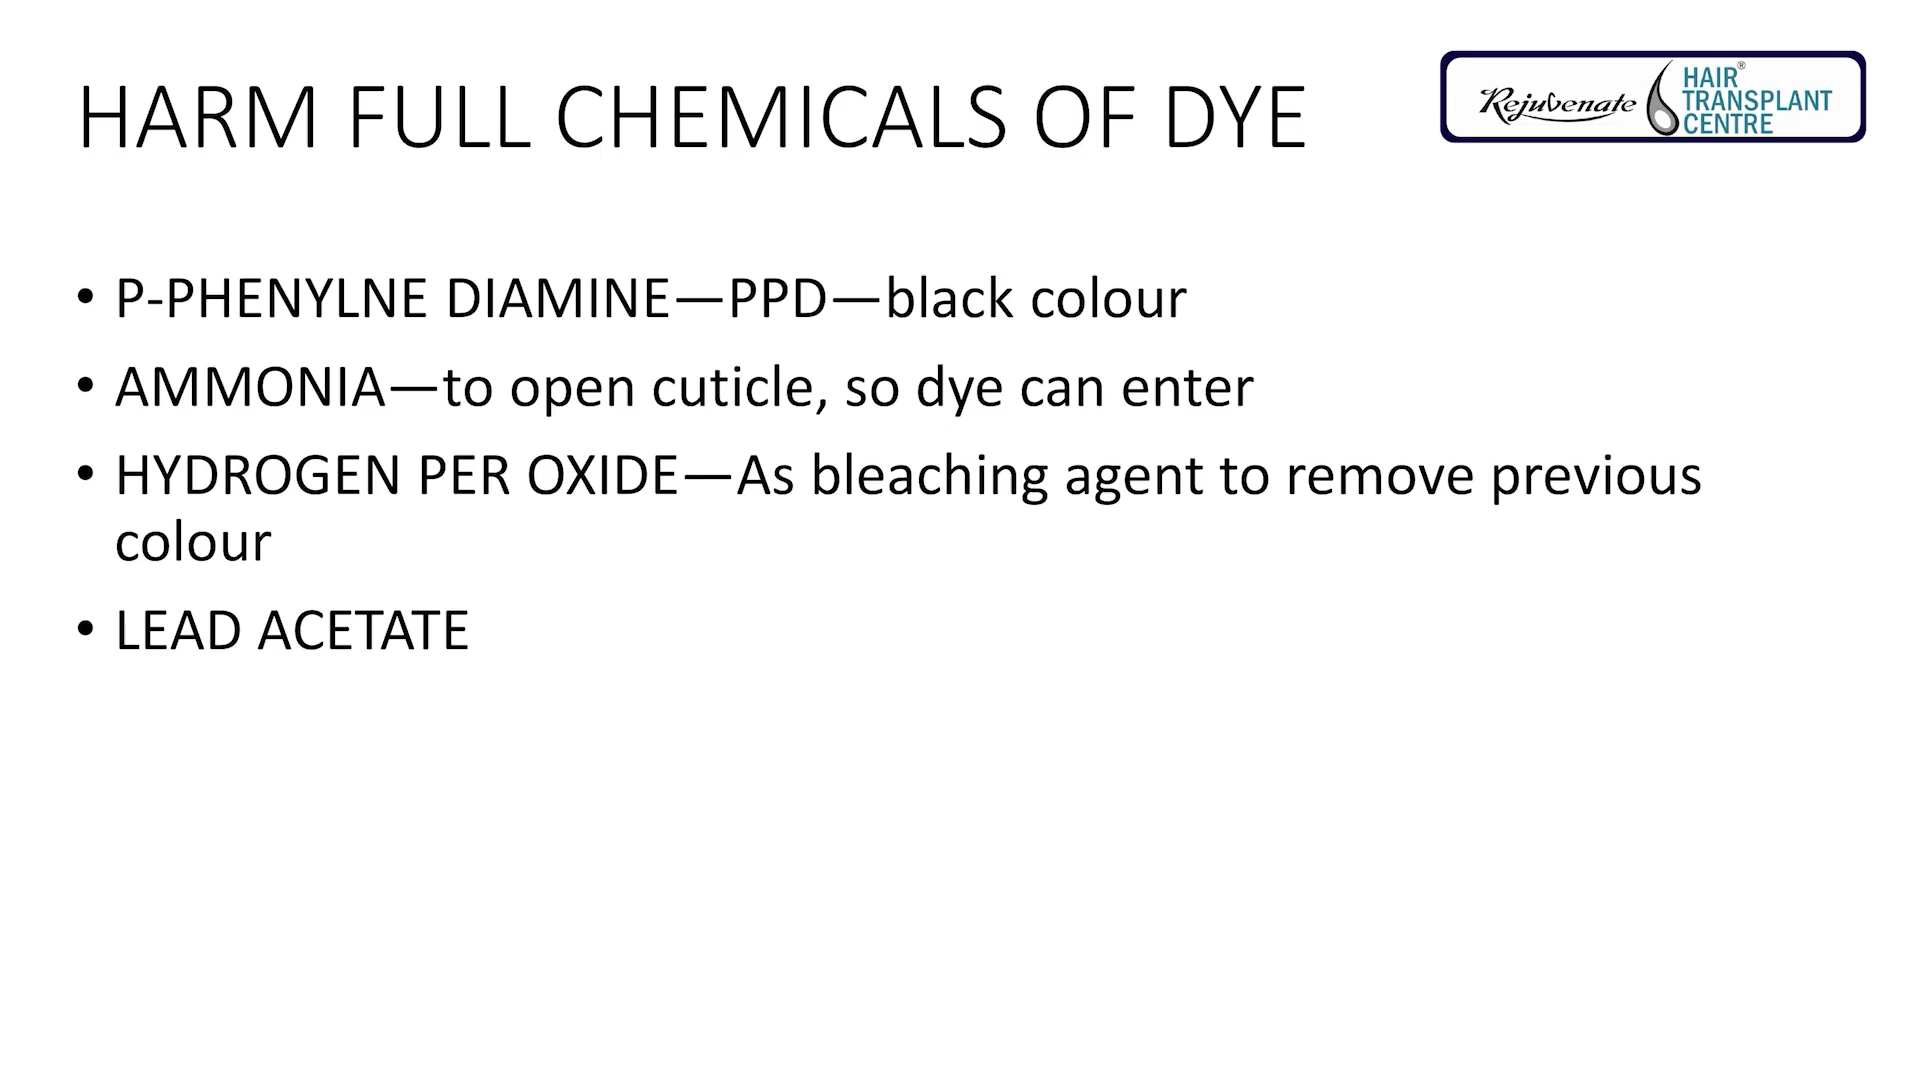 HARM FULL CHEMICALS OF DYE
Rejuvenate
HAIR®
TRANSPLANT
CENTRE
• P-PHENYLNE DIAMINE—PPD—black colour
• AMMONIA—to open cuticle, so dye can enter
• HYDROGEN PER OXIDE—As bleaching agent to remove previous
colour
• LEAD ACETATE